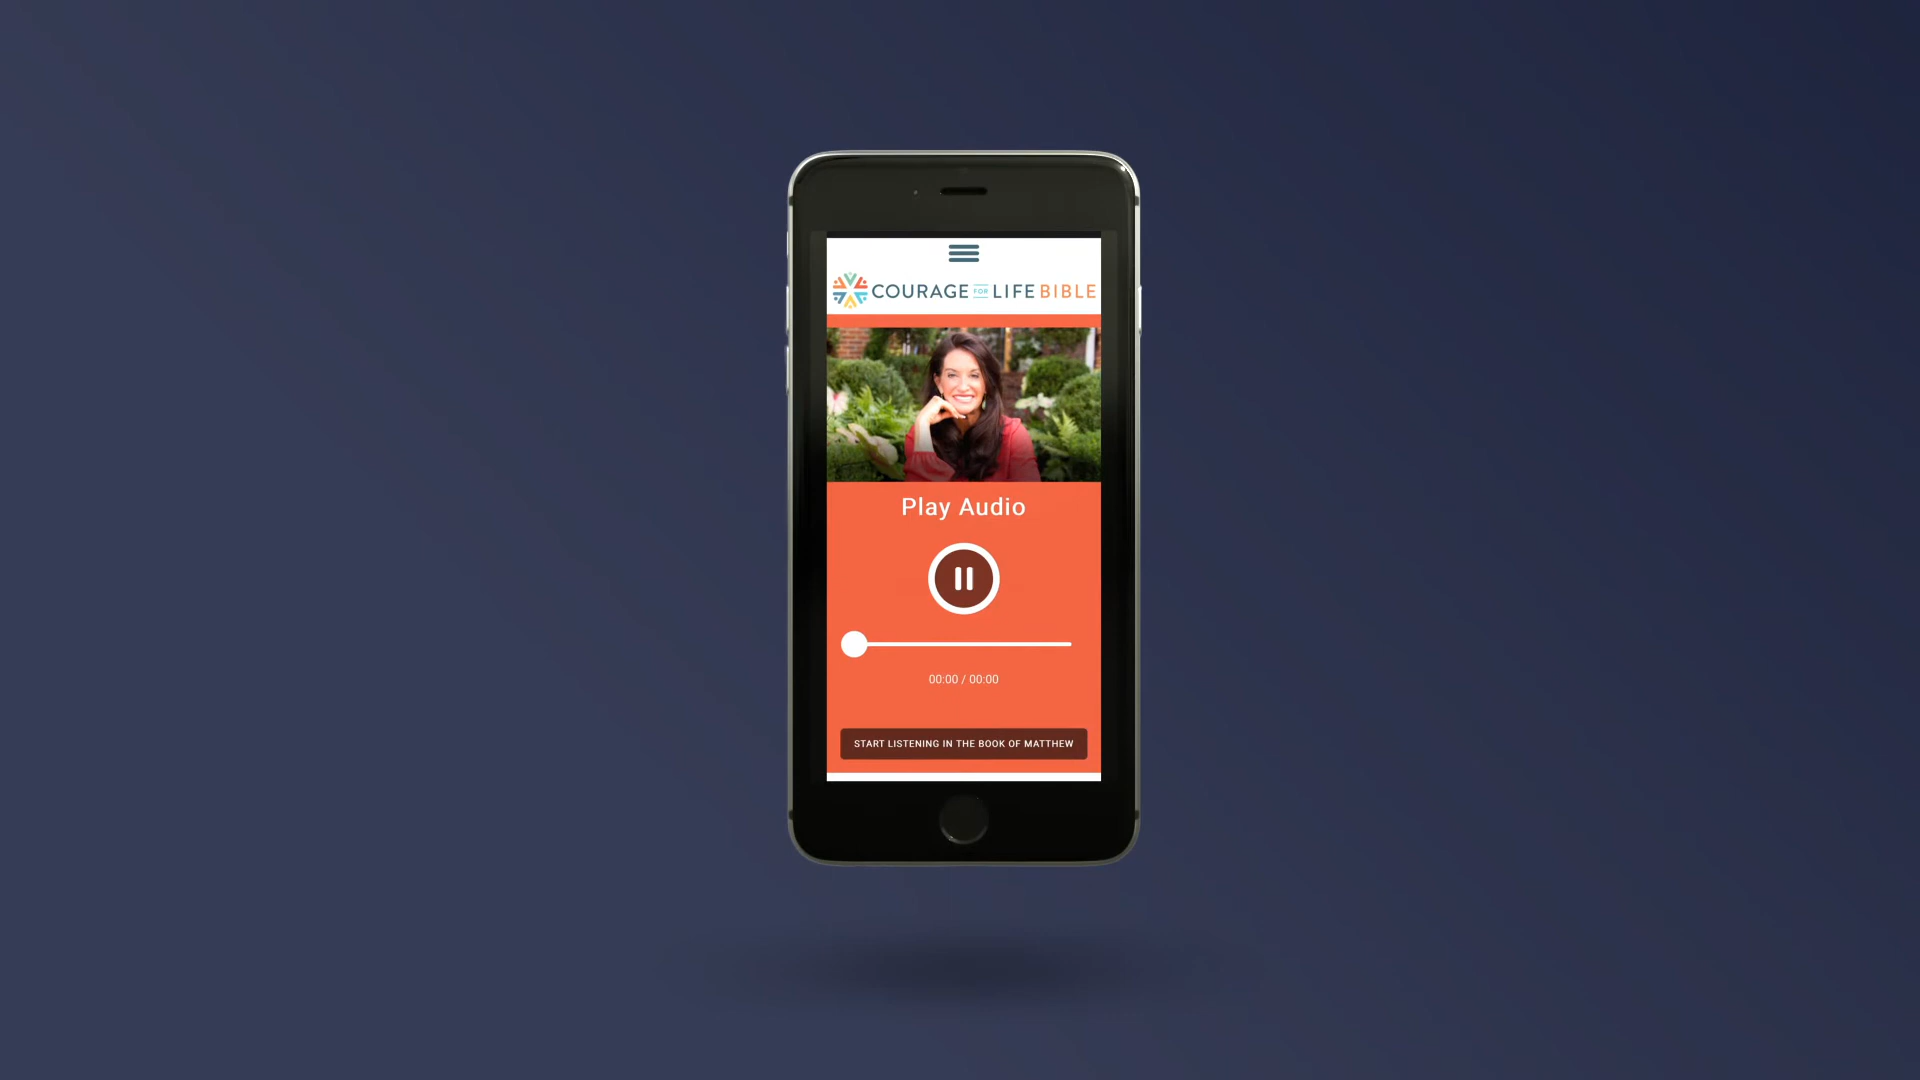 COURAGE FOR LIFE BIBLE
Play Audio
00:00 / 00:00
START LISTENING IN THE BOOK OF MATTHEW